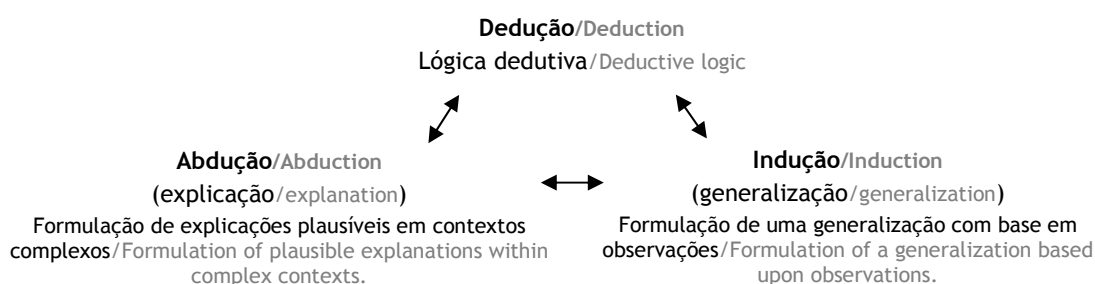 Dedução/Deduction
Lógica dedutiva/Deductive logic
Abdução/Abduction
(explicação/explanation)
Formulação de explicações plausíveis em contextos
complexos/Formulation of plausible explanations within
complex contexts.
Indução/Induction
(generalização/generalization)
Formulação de uma generalização com base em
observações/Formulation of a generalization based
upon observations.